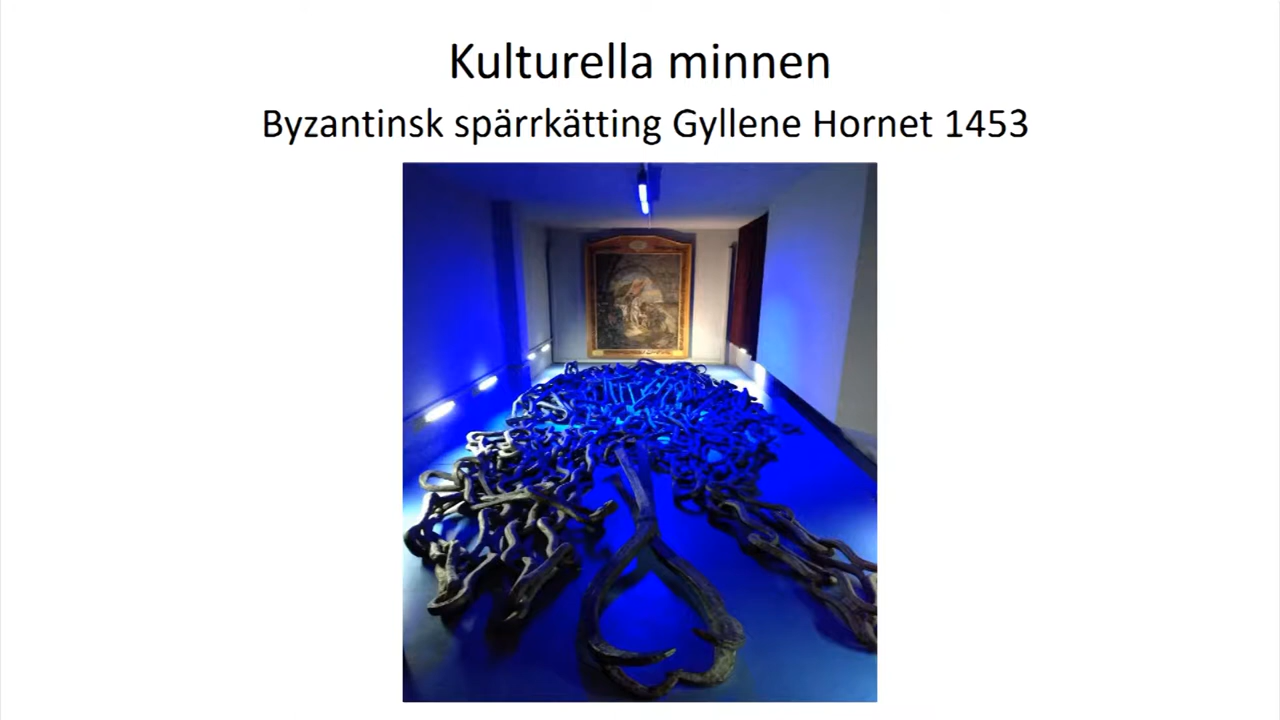 Kulturella minnen
Byzantinsk spärrkätting Gyllene Hornet 1453